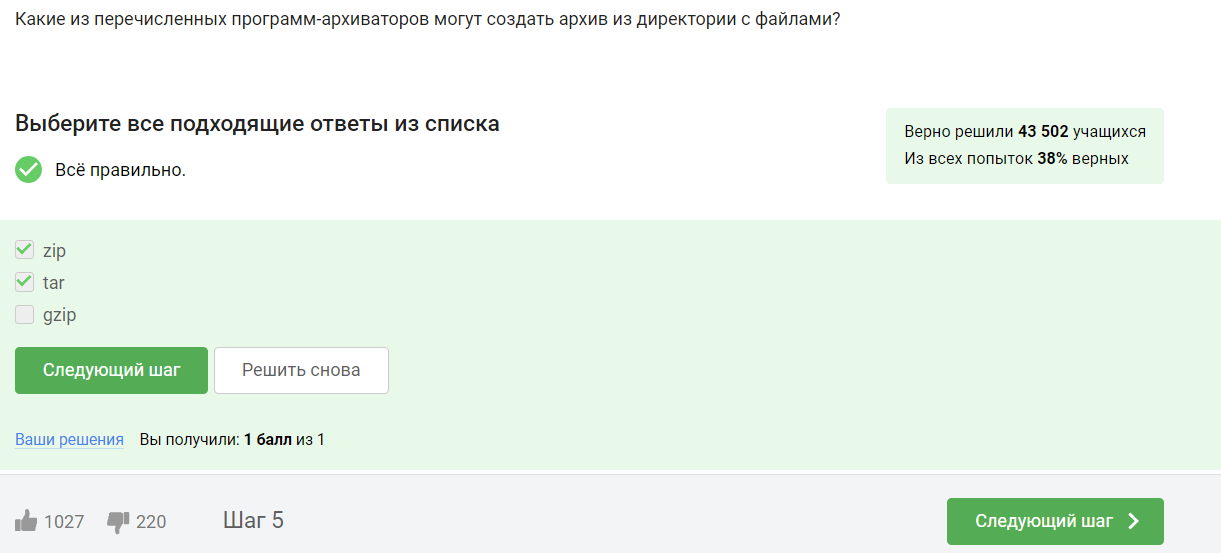 Какие из перечисленных программ-архиваторов могут создать архив из директории с файлами?
Выберите все подходящие ответы из списка
Всё правильно.
Верно решили 43 502 учащихся
Из всех попыток 38% верных
zip
tar
gzip
Следующий шаг
Решить снова
Ваши решения Вы получили: 1 балл из 1
1027 220 Шаг 5 Следующий шаг